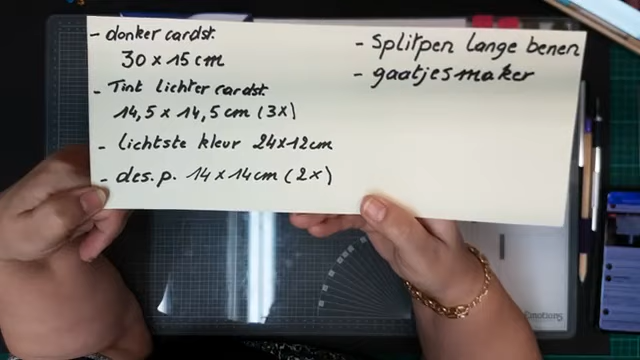 - donker cardst.
30 x 15 cm
- Tint lichter cardst.
14,5 x 14,5 cm (3x)
- lichtste kleur 24x12cm
- des. p. 14 x 14 cm (2x)
- Splitpen lange benen
- gaatjesmaker